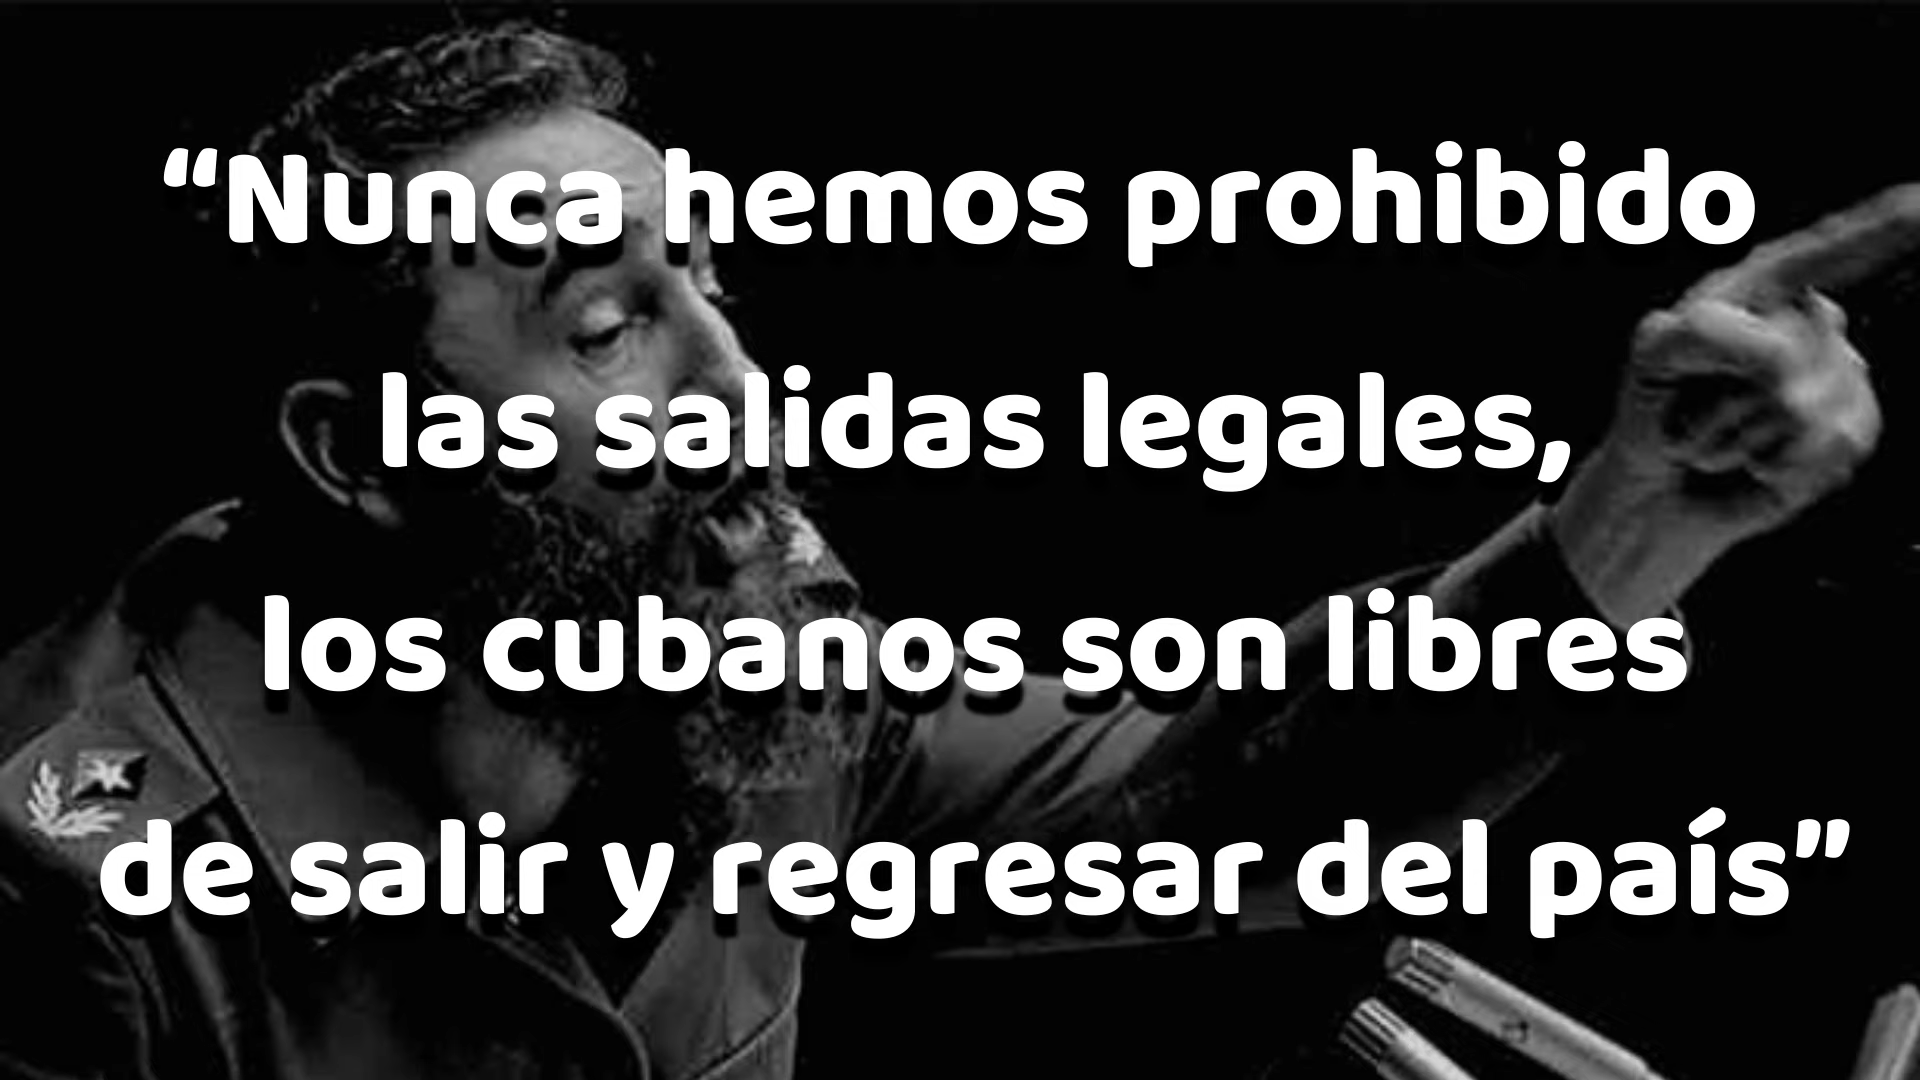 “Nunca hemos prohibido
las salidas legales,
los cubanos son libres
de salir y regresar del país”